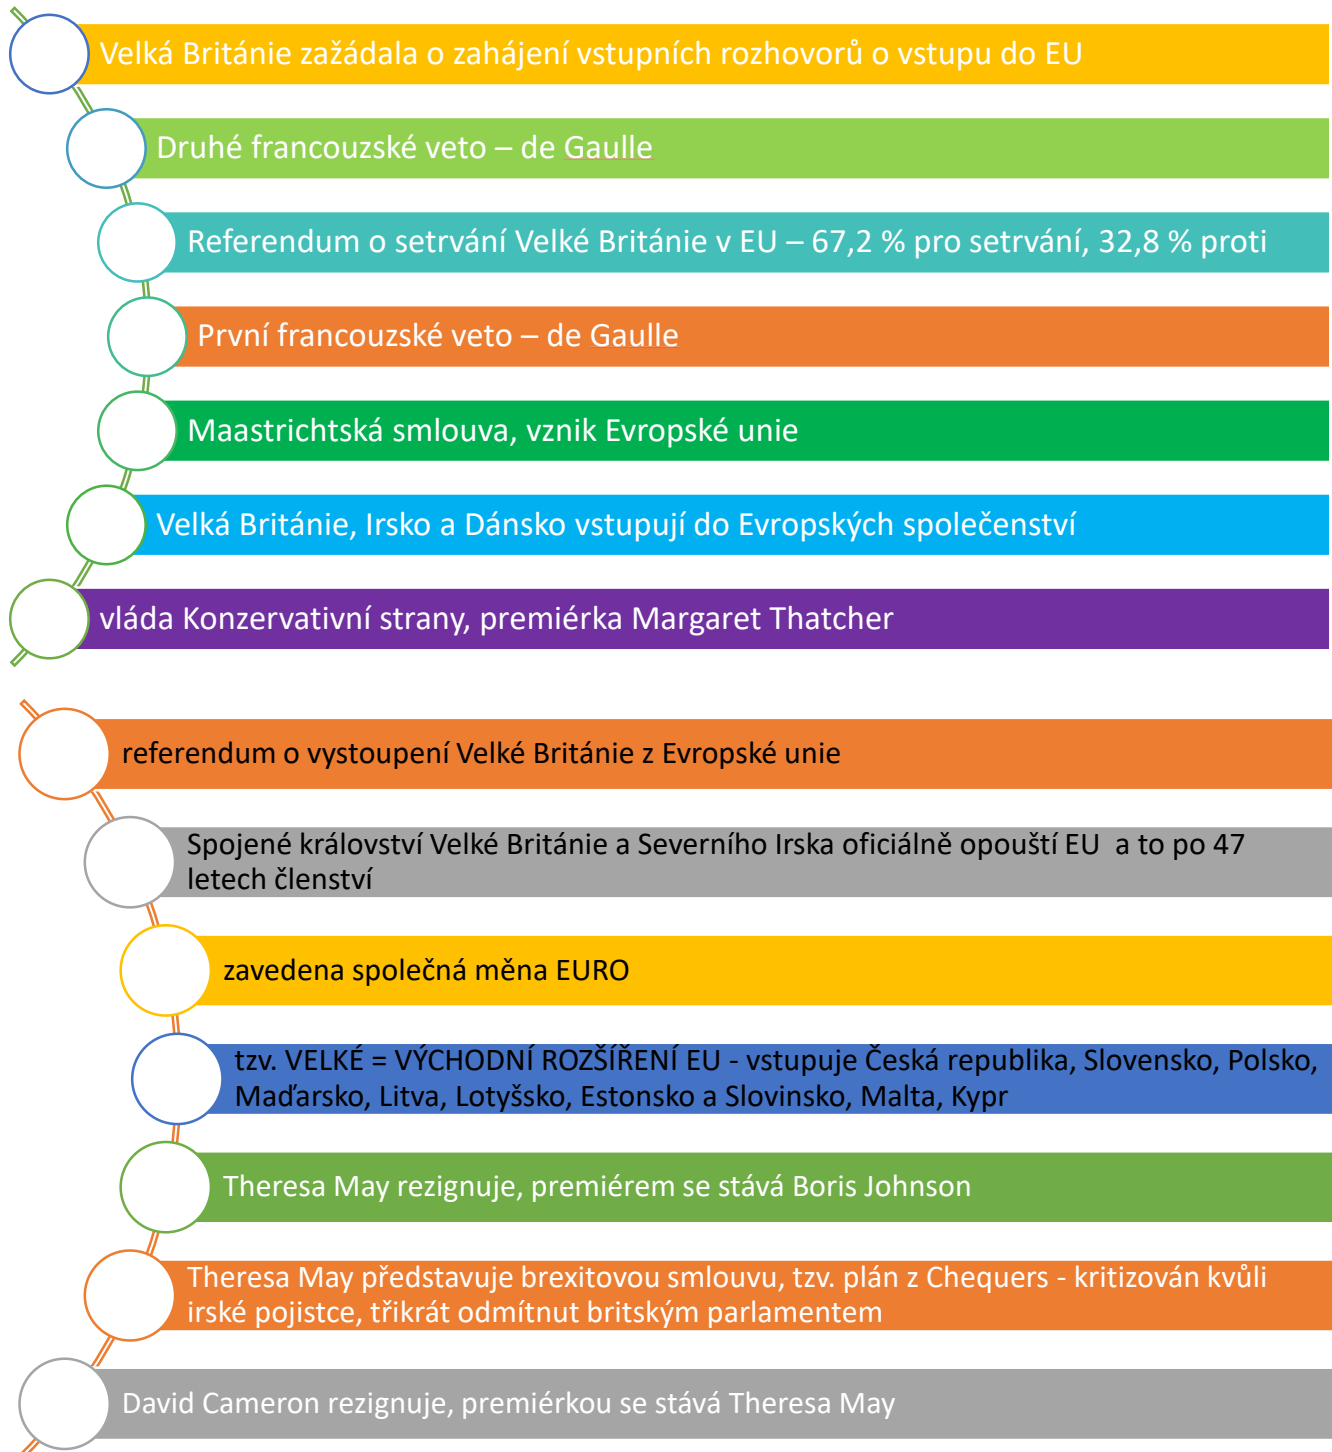 Velká Británie zažádala o zahájení vstupních rozhovorů o vstupu do EU
Druhé francouzské veto – de Gaulle
Referendum o setrvání Velké Británie v EU – 67,2 % pro setrvání, 32,8 % proti
První francouzské veto – de Gaulle
Maastrichtská smlouva, vznik Evropské unie
Velká Británie, Irsko a Dánsko vstupují do Evropských společenství
vláda Konzervativní strany, premiérka Margaret Thatcher
referendum o vystoupení Velké Británie z Evropské unie
Spojené království Velké Británie a Severního Irska oficiálně opouští EU  a to po 47
letech členství
zavedena společná měna EURO
tzv. VELKÉ = VÝCHODNÍ ROZŠÍŘENÍ EU - vstupuje Česká republika, Slovensko, Polsko,
Maďarsko, Litva, Lotyšsko, Estonsko a Slovinsko, Malta, Kypr
Theresa May rezignuje, premiérem se stává Boris Johnson
Theresa May představuje brexitovou smlouvu, tzv. plán z Chequers - kritizován kvůli
irské pojistce, třikrát odmítnut britským parlamentem
David Cameron rezignuje, premiérkou se stává Theresa May